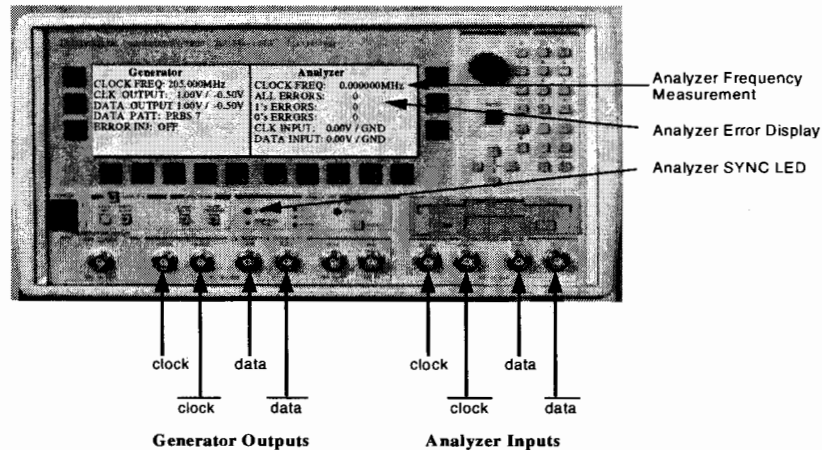 Generator
CLOCK FREQ: 205.000MHz
CLK OUTPUT: 1.00V / -0.50V
DATA OUTPUT 1.00V / -0.50V
DATA PATT: PRBS 7
ERROR INJ: OFF
Analyzer
CLOCK FREQ: 0.000000MHz
ALL ERRORS: 0
1's ERRORS: 0
0's ERRORS: 0
CLK INPUT: 0.00V / GND
DATA INPUT: 0.00V / GND
Analyzer Frequency
Measurement
Analyzer Error Display
Analyzer SYNC LED
clock
data
clock
data
clock
data
clock
data
Generator Outputs
Analyzer Inputs